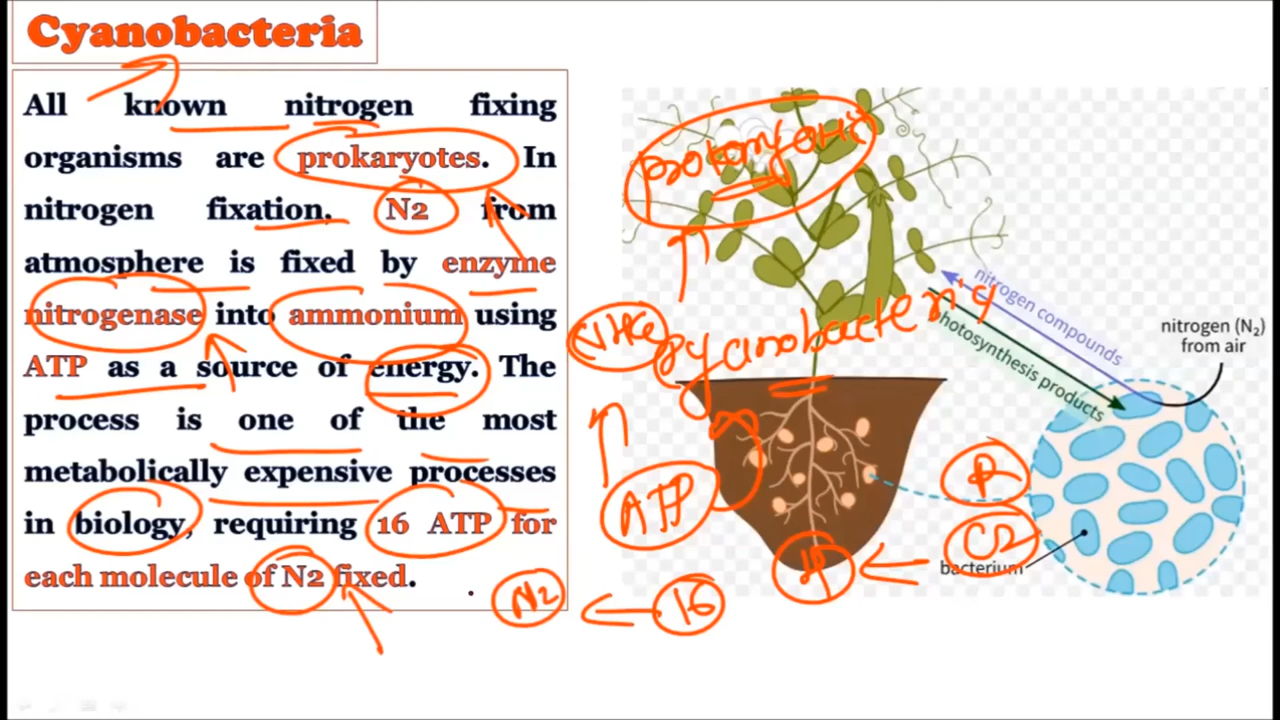 Cyanobacteria
All known nitrogen fixing
organisms are prokaryotes. In
nitrogen fixation, N2 from
atmosphere is fixed by enzyme
nitrogenase into ammonium using
ATP as a source of energy. The
process is one of the most
metabolically expensive processes
in biology, requiring 16 ATP for
each molecule of N2 fixed.
N2
16
ATP
cyanobacteria
nitrogen compounds
photosynthesis products
nitrogen (N2)
from air
bacterium